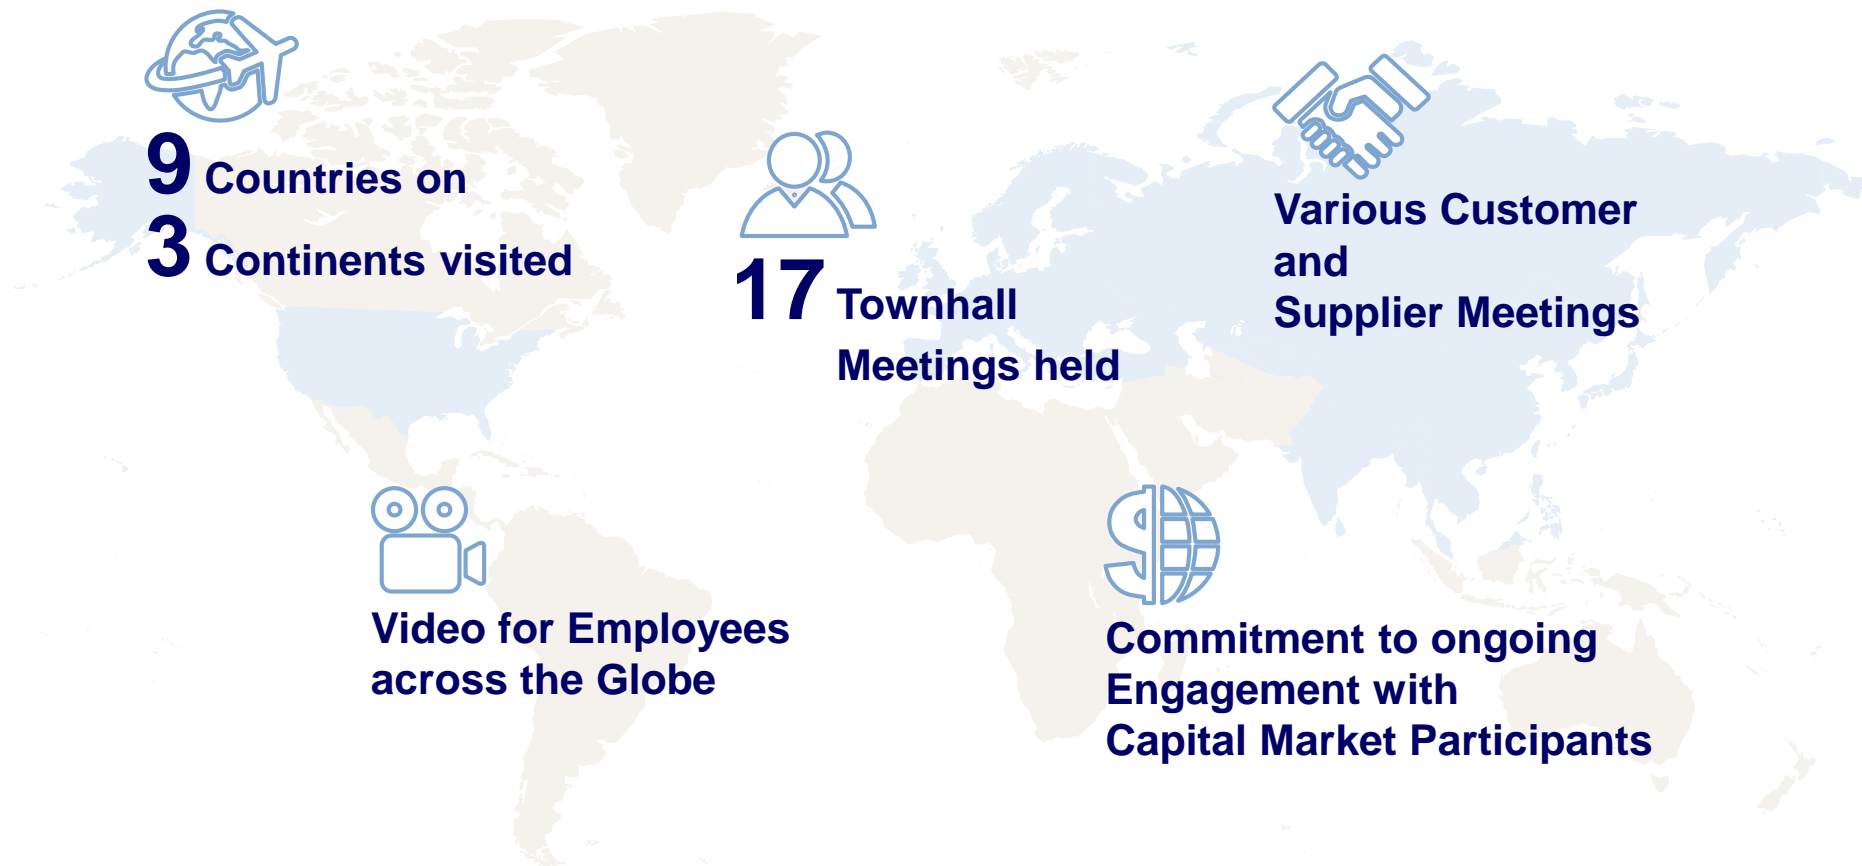 9 Countries on
3 Continents visited
17 Townhall
Meetings held
Various Customer
and
Supplier Meetings
Video for Employees
across the Globe
Commitment to ongoing
Engagement with
Capital Market Participants